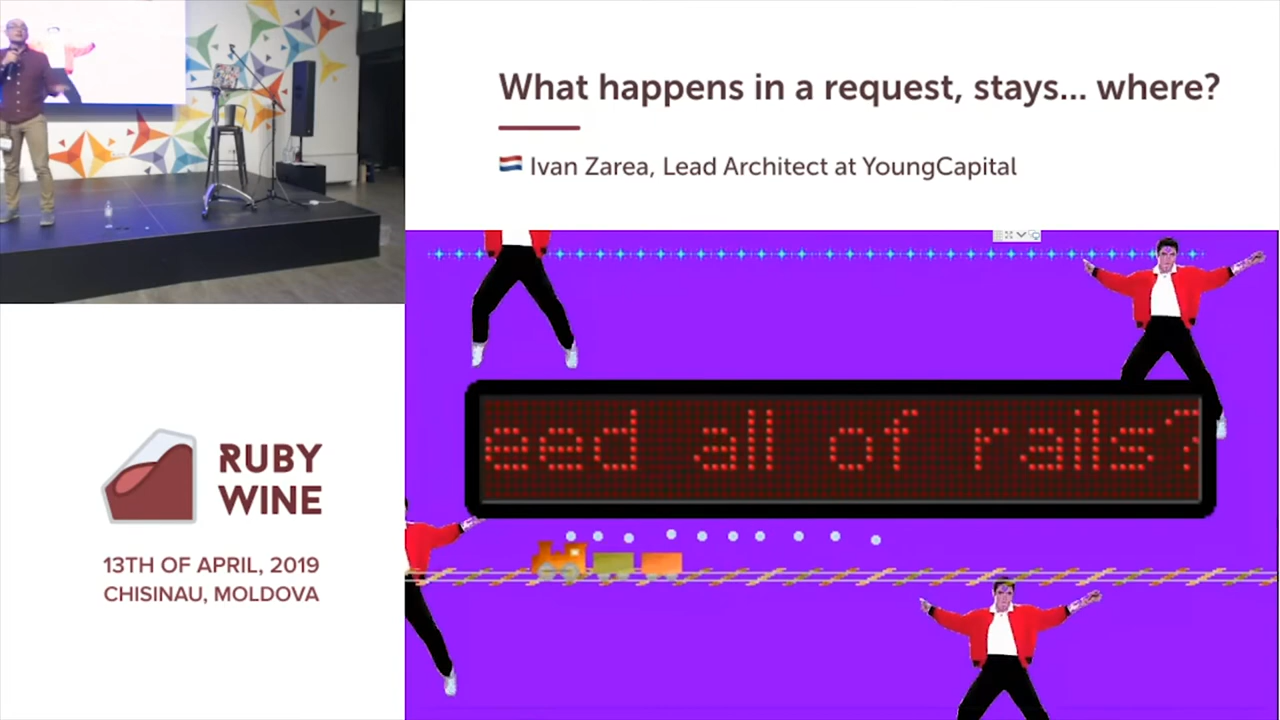 What happens in a request, stays... where?
Ivan Zarea, Lead Architect at YoungCapital
eed all of rails?
RUBY
WINE
13TH OF APRIL, 2019
CHISINAU, MOLDOVA